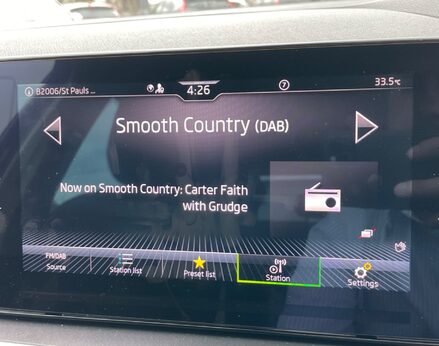 B2006/St Pauls ...
4:26
7
33.5°C
Smooth Country (DAB)
Now on Smooth Country: Carter Faith
with Grudge
FM/DAB
Source
Station list
Preset list
Station
Settings